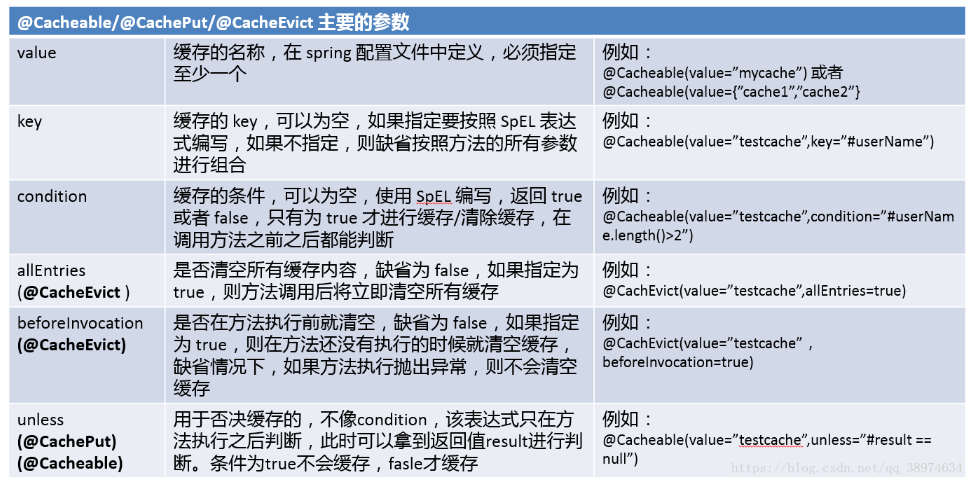 @Cacheable/@CachePut/@CacheEvict 主要的参数
value
缓存的名称，在 spring 配置文件中定义，必须指定
至少一个
例如：
@Cacheable(value=”mycache”) 或者
@Cacheable(value={”cache1”,”cache2”}
key
缓存的 key，可以为空，如果指定要按照 SpEL 表达
式编写，如果不指定，则缺省按照方法的所有参数
进行组合
例如：
@Cacheable(value=”testcache”,key=”#userName”)
condition
缓存的条件，可以为空，使用 SpEL 编写，返回 true
或者 false，只有为 true 才进行缓存/清除缓存，在
调用方法之前之后都能判断
例如：
@Cacheable(value=”testcache”,condition=”#userNam
e.length()>2”)
allEntries
(@CacheEvict )
是否清空所有缓存内容，缺省为 false，如果指定为
true，则方法调用后将立即清空所有缓存
例如：
@CachEvict(value=”testcache”,allEntries=true)
beforeInvocation
(@CacheEvict)
是否在方法执行前就清空，缺省为 false，如果指定
为 true，则在方法还没有执行的时候就清空缓存，
缺省情况下，如果方法执行抛出异常，则不会清空
缓存
例如：
@CachEvict(value=”testcache”，
beforeInvocation=true)
unless
(@CachePut)
(@Cacheable)
用于否决缓存的，不像condition，该表达式只在方
法执行之后判断，此时可以拿到返回值result进行判
断。条件为true不会缓存，fasle才缓存
例如：
@Cacheable(value=”testcache”,unless=”#result ==
null”)
https://blog.csdn.net/qq_38974634